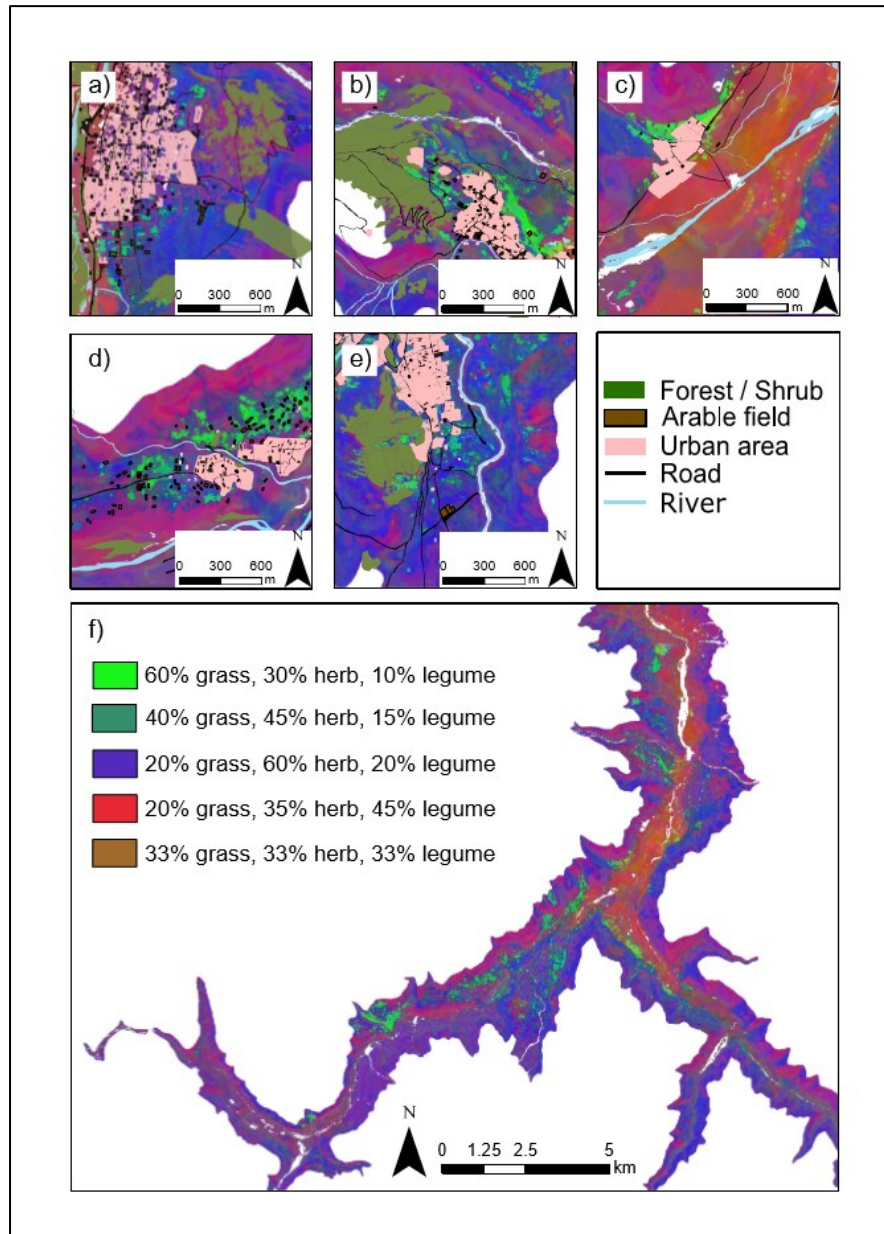 a)
N
0 300 600
m
b)
N
0 300 600
m
c)
N
0 300 600
m
d)
N
0 300 600
m
e)
N
0 300 600
m
Forest / Shrub
Arable field
Urban area
Road
River
f)
60% grass, 30% herb, 10% legume
40% grass, 45% herb, 15% legume
20% grass, 60% herb, 20% legume
20% grass, 35% herb, 45% legume
33% grass, 33% herb, 33% legume
N
0 1.25 2.5 5
km